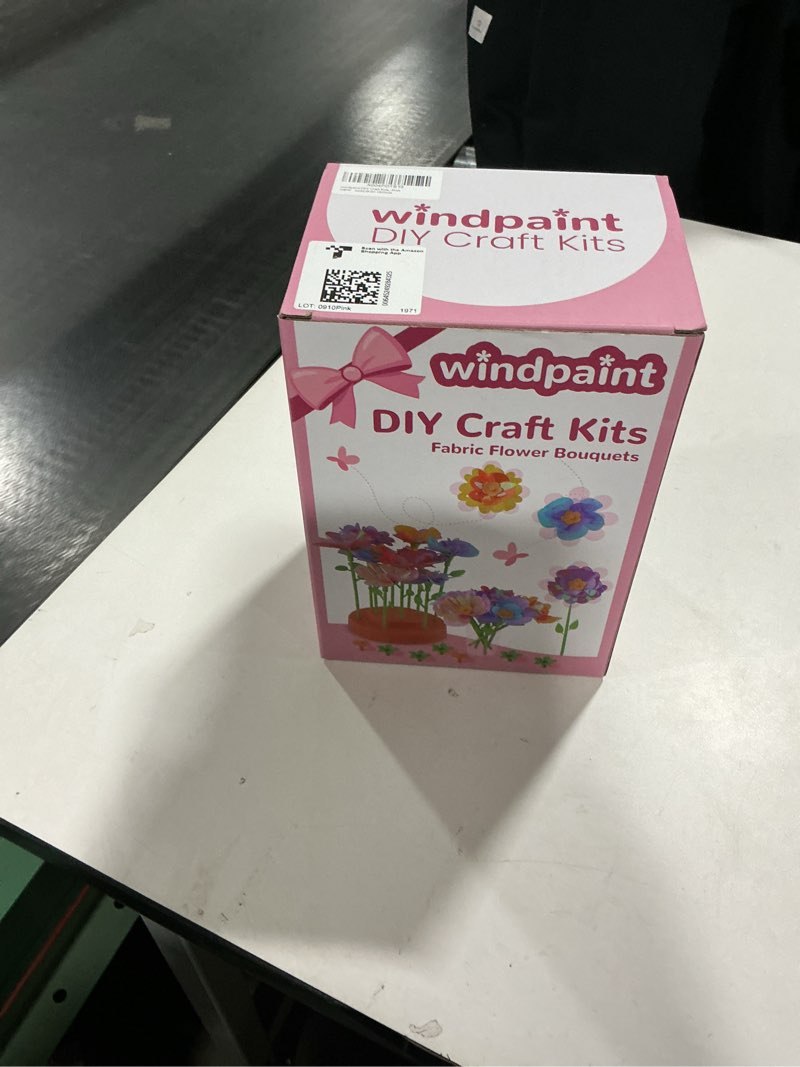 windpaint
DIY Craft Kits
Scan with the Amazon
Shopping App
LOT: 0910Pink
1971
windpaint
DIY Craft Kits
Fabric Flower Bouquets